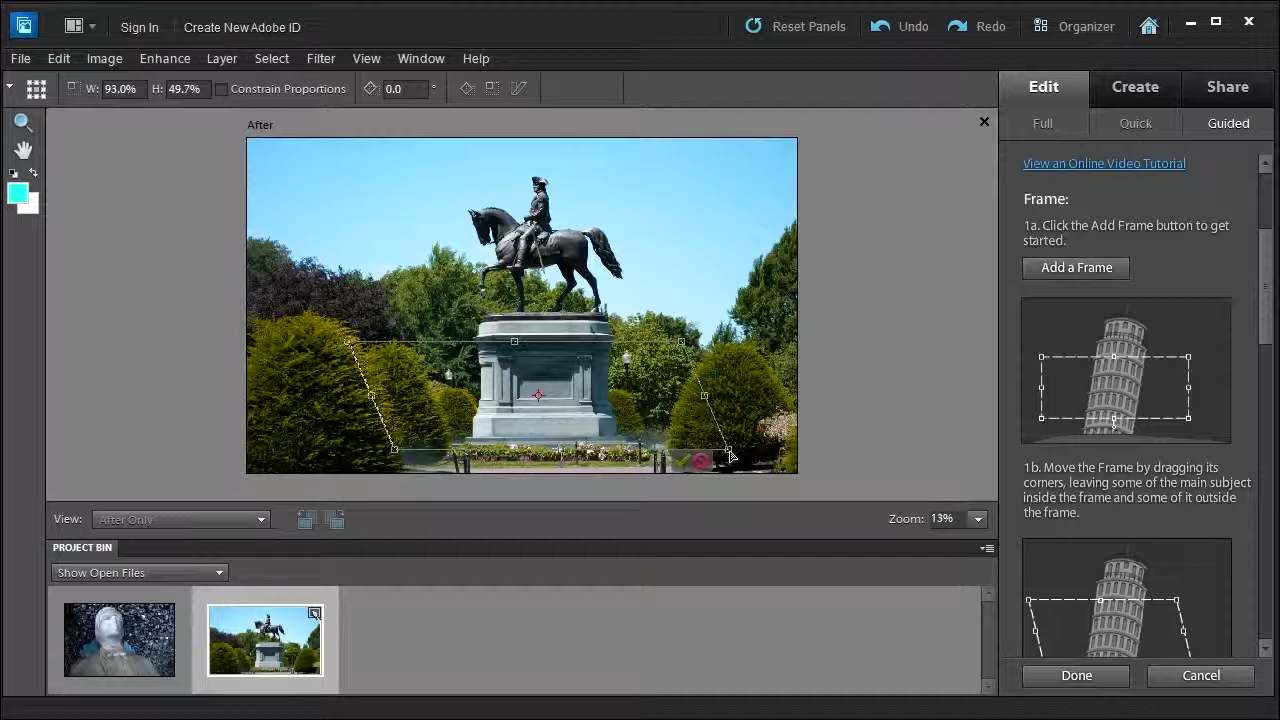 Sign In
Create New Adobe ID
Reset Panels
Undo
Redo
Organizer
File Edit Image Enhance Layer Select Filter View Window Help
W: 93.0% H: 49.7% Constrain Proportions 0.0 °
Edit Create Share
Full Quick Guided
After
View an Online Video Tutorial
Frame:
1a. Click the Add Frame button to get
started.
Add a Frame
1b. Move the Frame by dragging its
corners, leaving some of the main subject
inside the frame and some of it outside
the frame.
View: After Only
Zoom: 13%
PROJECT BIN
Show Open Files
Done
Cancel